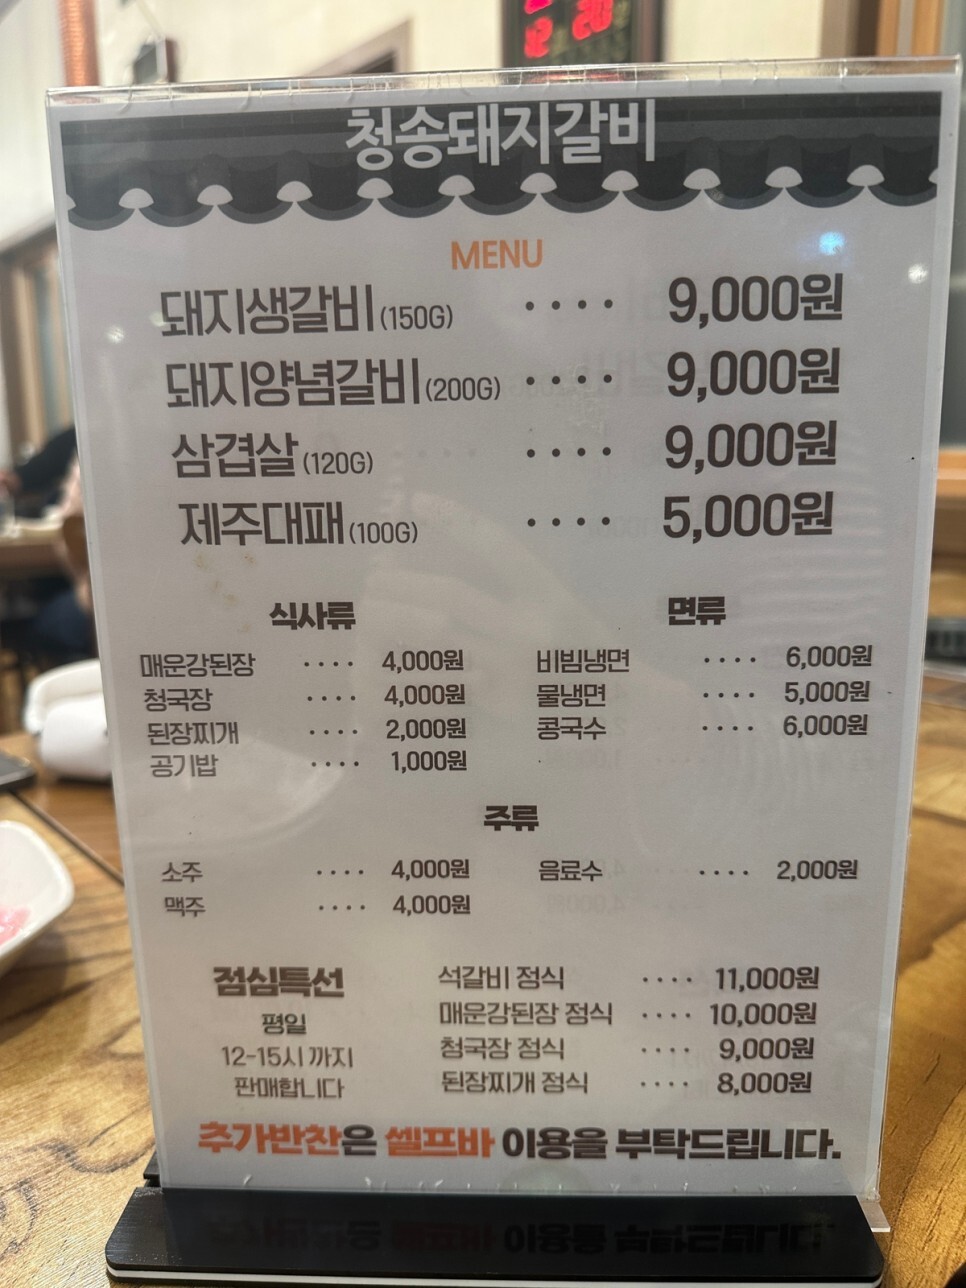 12 20
청송돼지갈비
MENU
돼지생갈비(150G) ···· 9,000원
돼지양념갈비(200G) ···· 9,000원
삼겹살(120G) ···· 9,000원
제주대패(100G) ···· 5,000원
식사류
매운강된장 ···· 4,000원
청국장 ···· 4,000원
된장찌개 ···· 2,000원
공기밥 ···· 1,000원
면류
비빔냉면 ···· 6,000원
물냉면 ···· 5,000원
콩국수 ···· 6,000원
주류
소주 ···· 4,000원
맥주 ···· 4,000원
음료수 ···· 2,000원
점심특선
평일
12-15시 까지
판매합니다
석갈비 정식 ···· 11,000원
매운강된장 정식 ···· 10,000원
청국장 정식 ···· 9,000원
된장찌개 정식 ···· 8,000원
추가반찬은 셀프바 이용을 부탁드립니다.